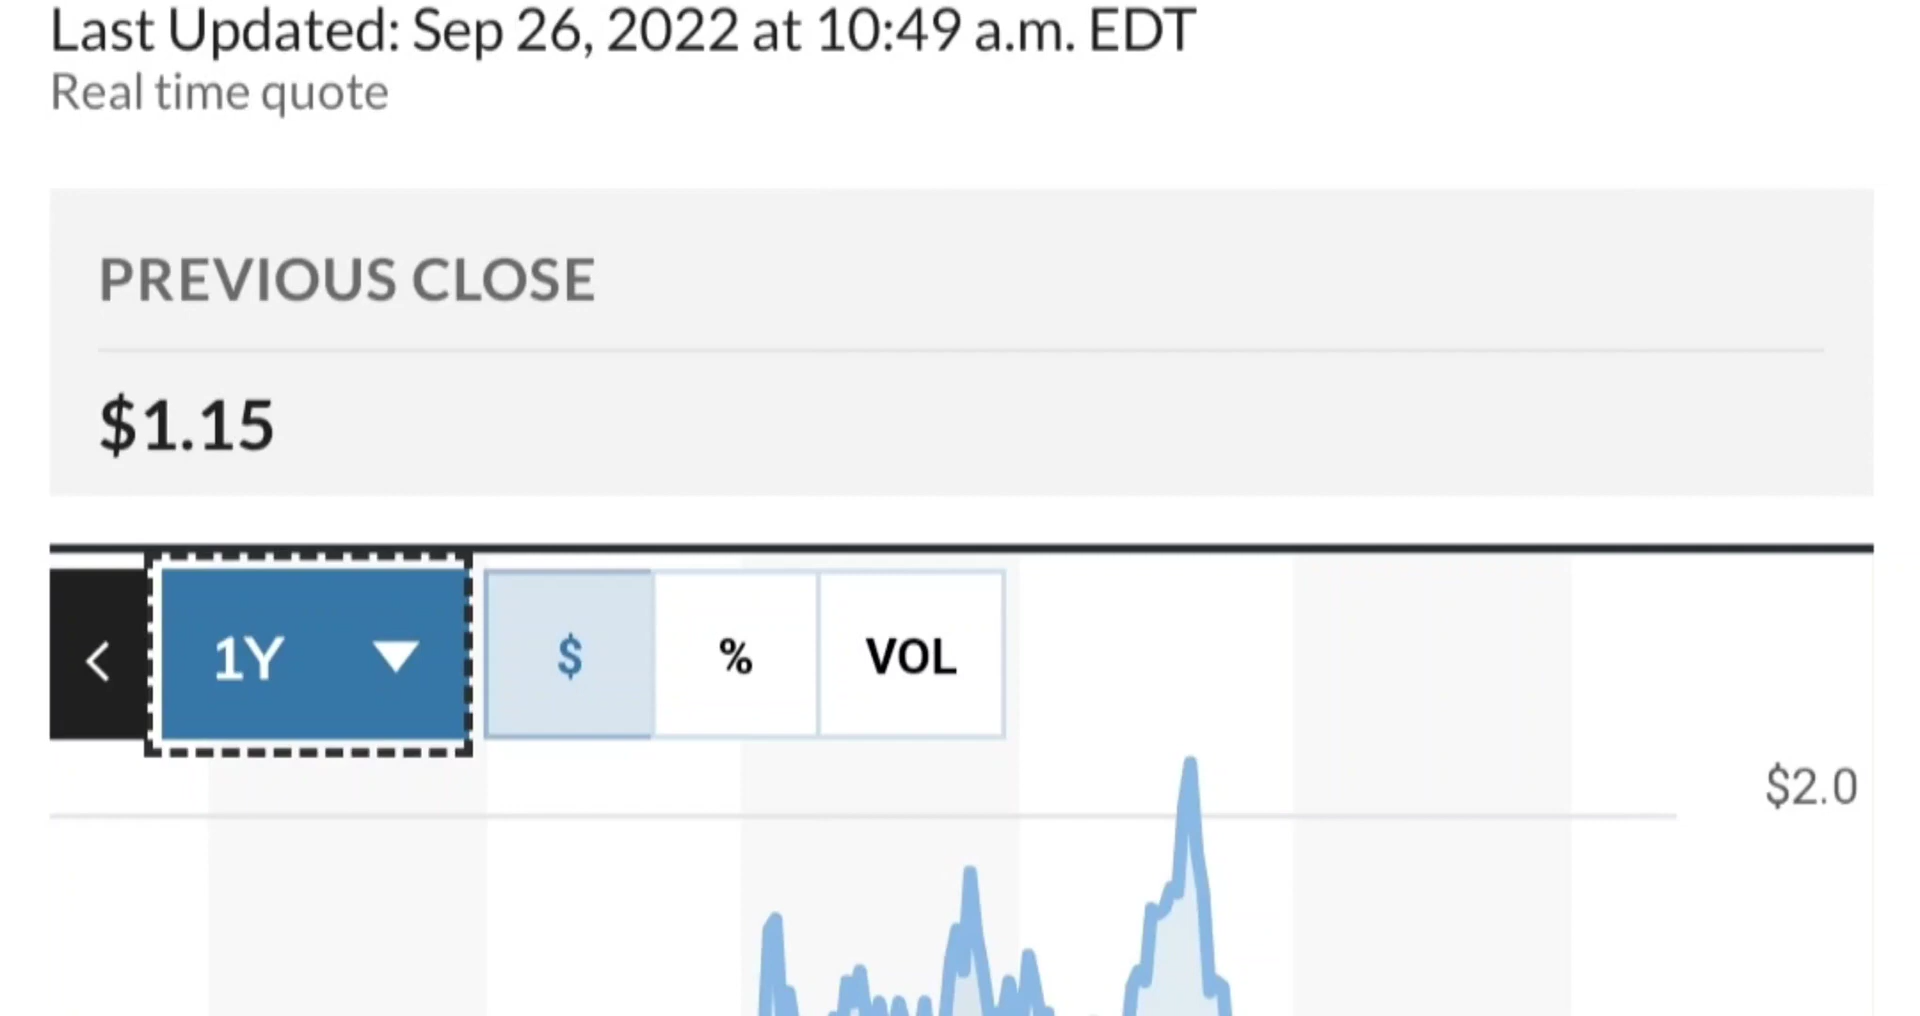 Last Updated: Sep 26, 2022 at 10:49 a.m. EDT
Real time quote
PREVIOUS CLOSE
$1.15
1Y
$ % VOL
$2.0